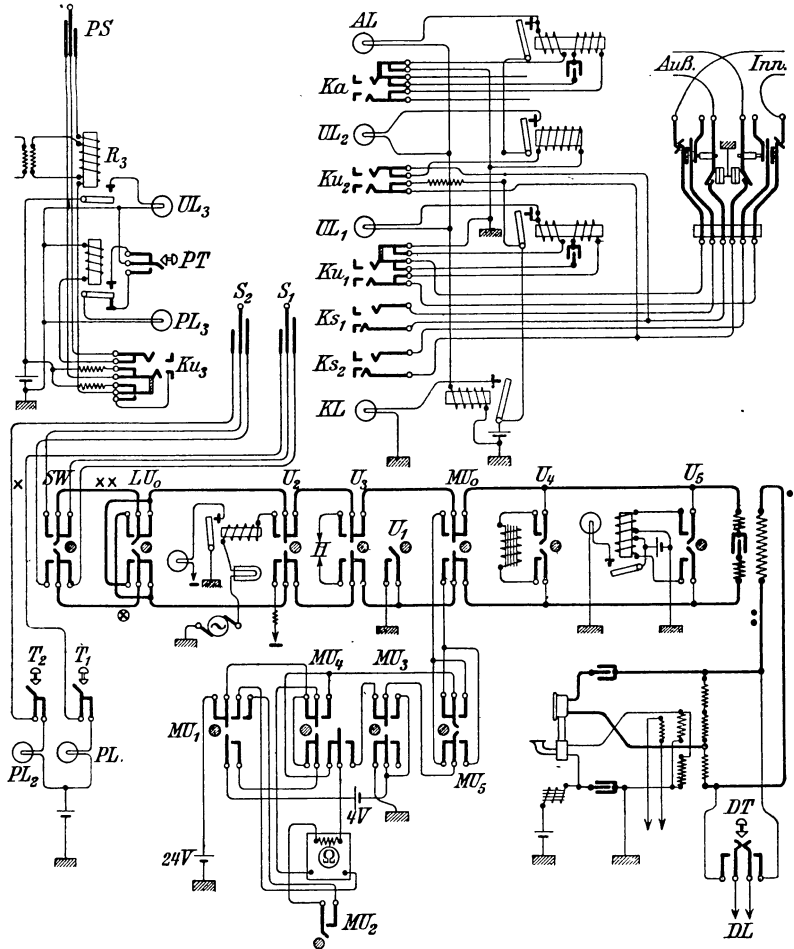 PS
AL
Auß.
Inn.
Ka
R3
UL2
UL3
Ku2
UL1
PT
Ku1
S2
S1
PL3
Ks1
Ku3
Ks2
KL
×
SW
××
LU0
U2
U3
MU0
U4
U5
H
U1
⊗
T2
T1
MU4
MU3
MU1
PL2
PL.
MU5
4V
DT
24V
Ω
MU2
DL